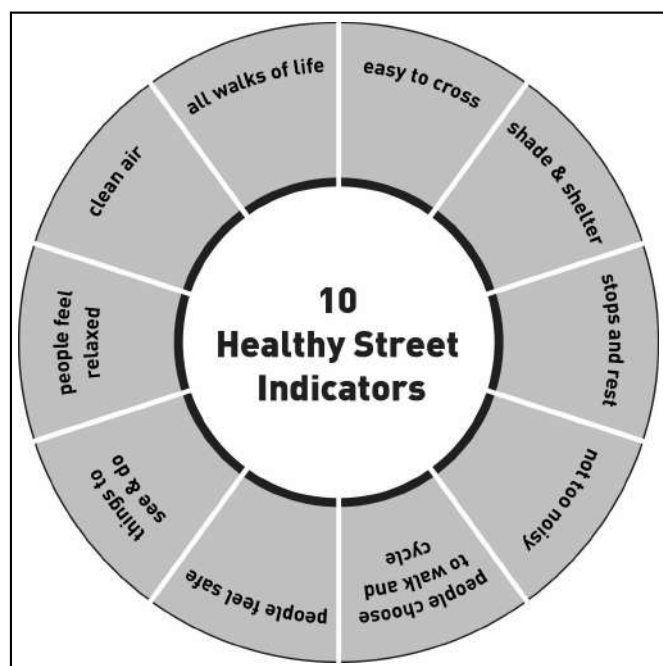 10
Healthy Street
Indicators
easy to cross
shade & shelter
stops and rest
not too noisy
people choose
to walk and
cycle
people feel safe
things to
see & do
people feel
relaxed
clean air
all walks of life